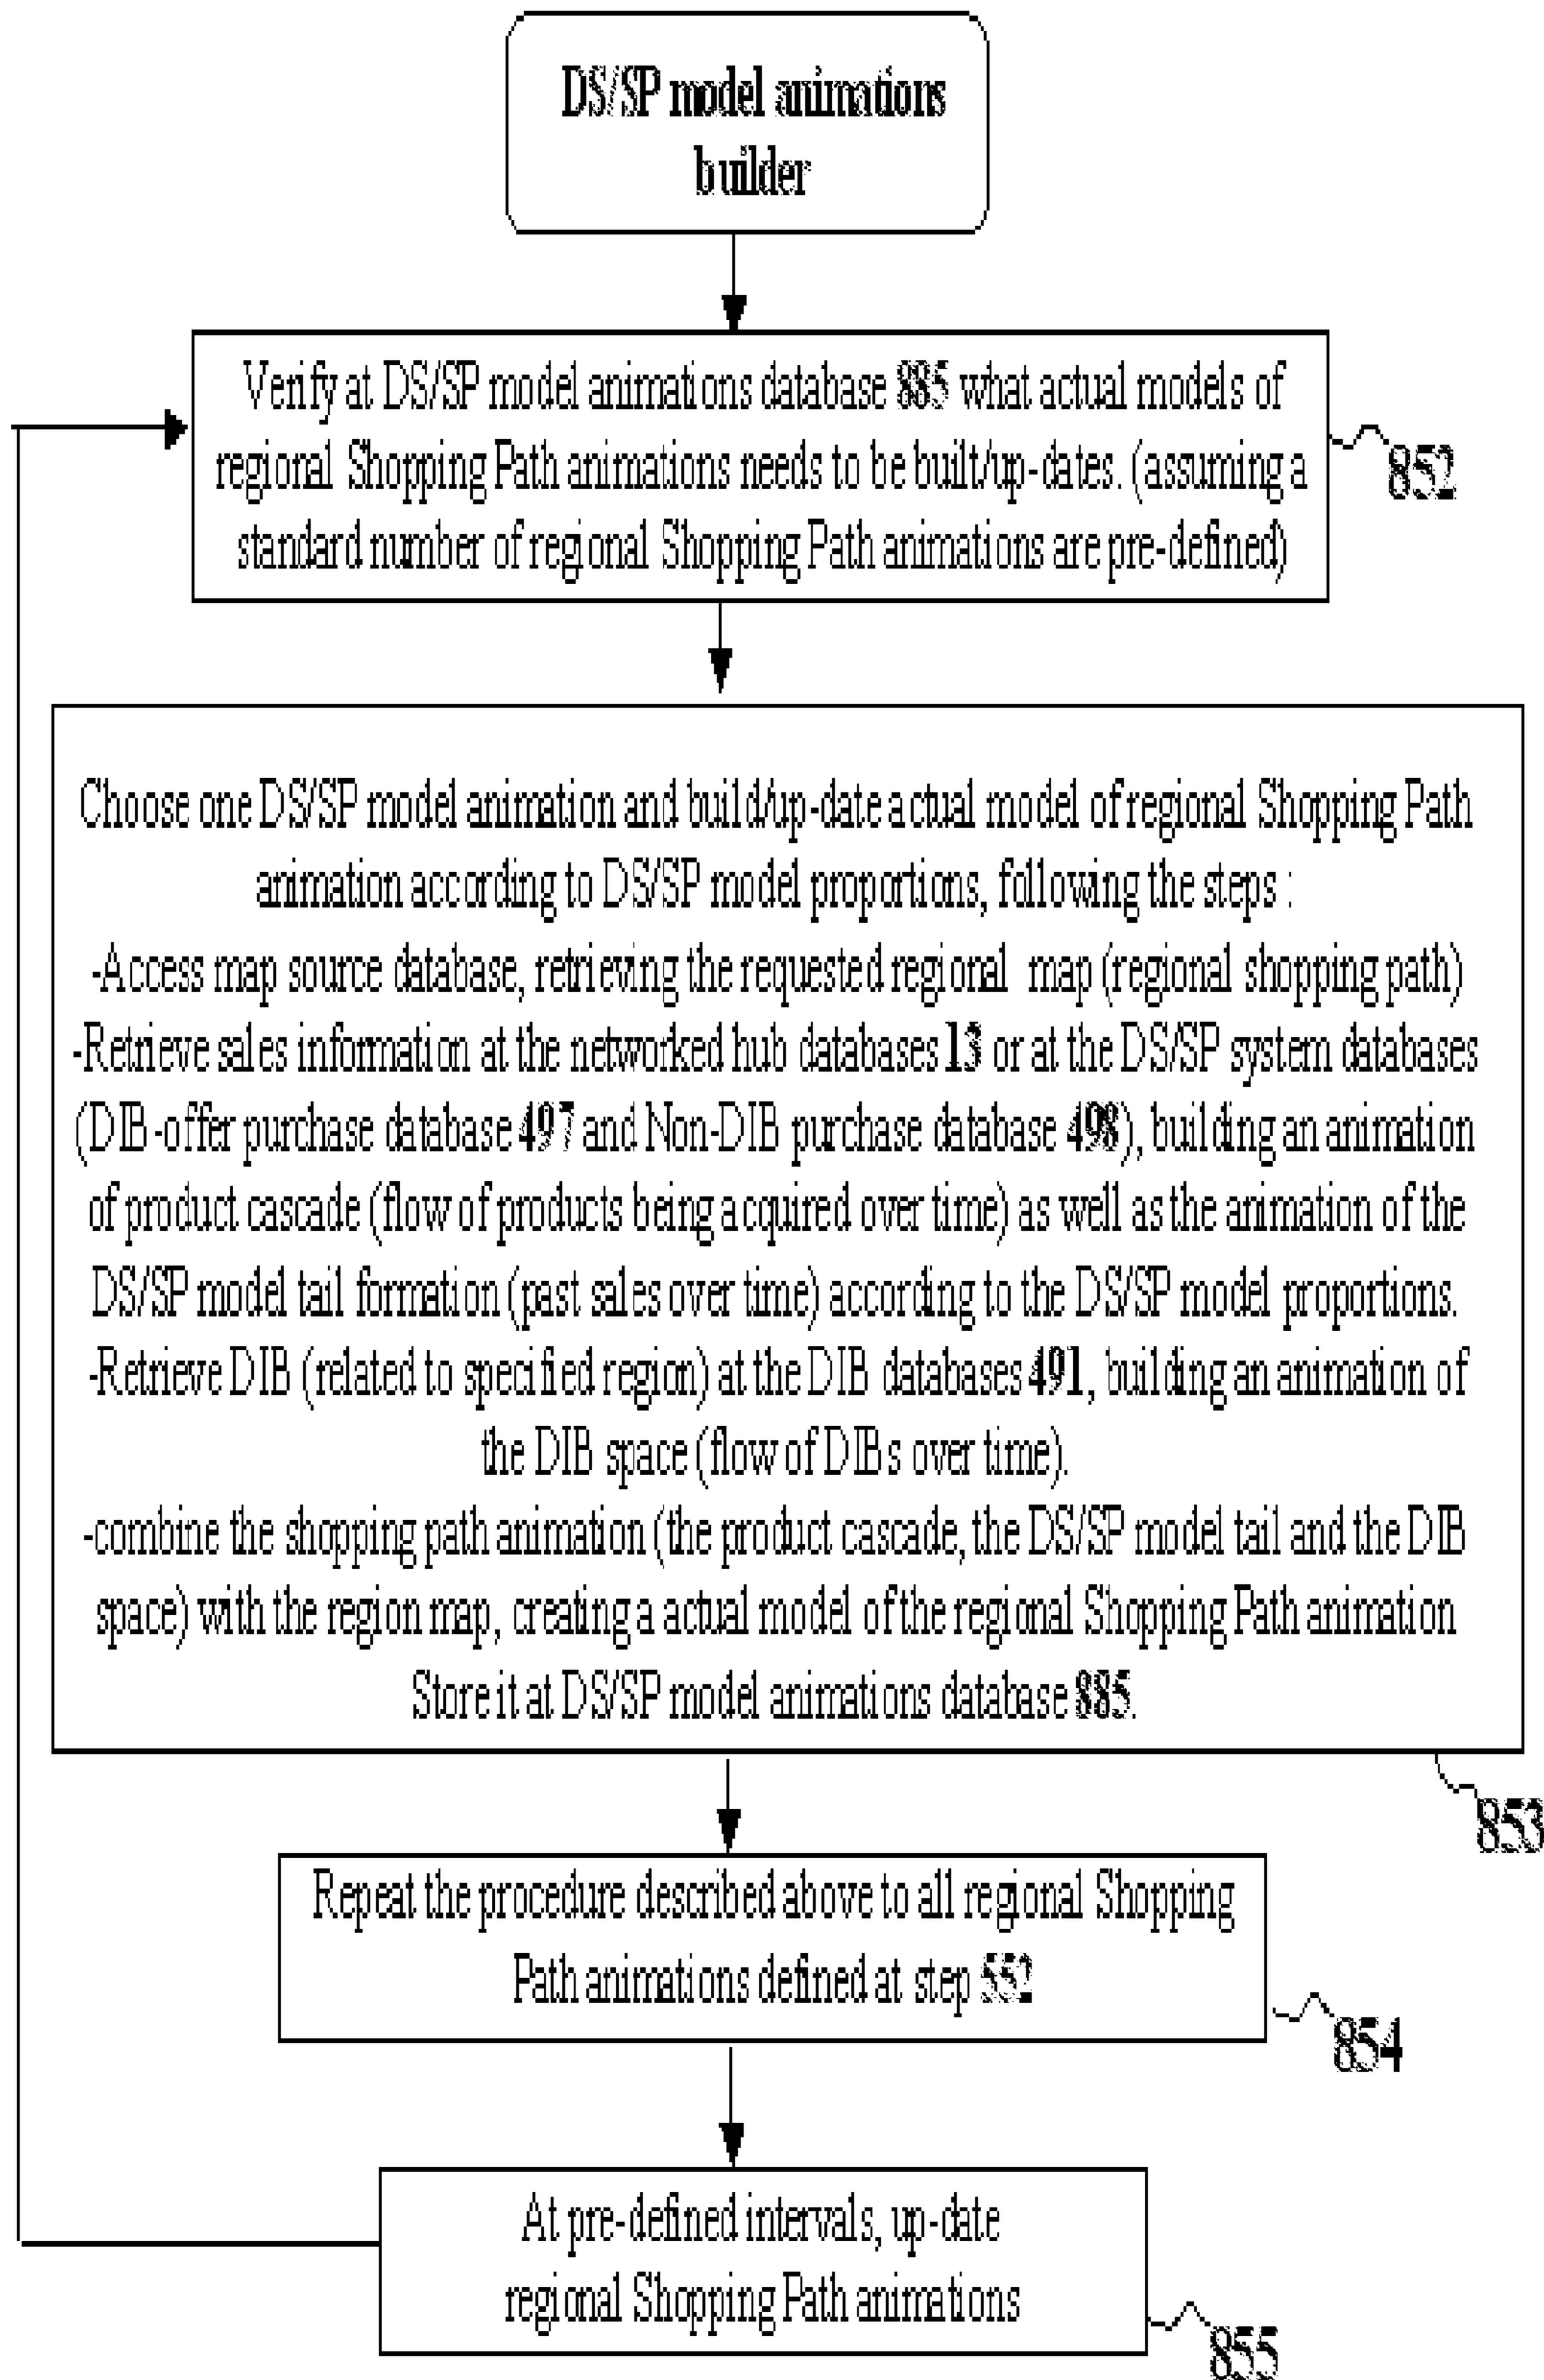 DS/SP model animations
builder
Verify at DS/SP model animations database 885 what actual models of
regional Shopping Path animations needs to be built/up-dates. (assuming a
standard number of regional Shopping Path animations are pre-defined)
852
Choose one DS/SP model animation and build/up-date actual model of regional Shopping Path
animation according to DS/SP model proportions, following the steps :
-Access map source database, retrieving the requested regional map (regional shopping path)
-Retrieve sales information at the networked hub databases 13 or at the DS/SP system databases
(DIB-offer purchase database 497 and Non-DIB purchase database 498), building an animation
of product cascade (flow of products being acquired over time) as well as the animation of the
DS/SP model tail formation (past sales over time) according to the DS/SP model proportions.
-Retrieve DIB (related to specified region) at the DIB databases 491, building an animation of
the DIB space (flow of DIBs over time).
-combine the shopping path animation (the product cascade, the DS/SP model tail and the DIB
space) with the region map, creating a actual model of the regional Shopping Path animation
Store it at DS/SP model animations database 885.
853
Repeat the procedure described above to all regional Shopping
Path animations defined at step 552
854
At pre-defined intervals, up-date
regional Shopping Path animations
855